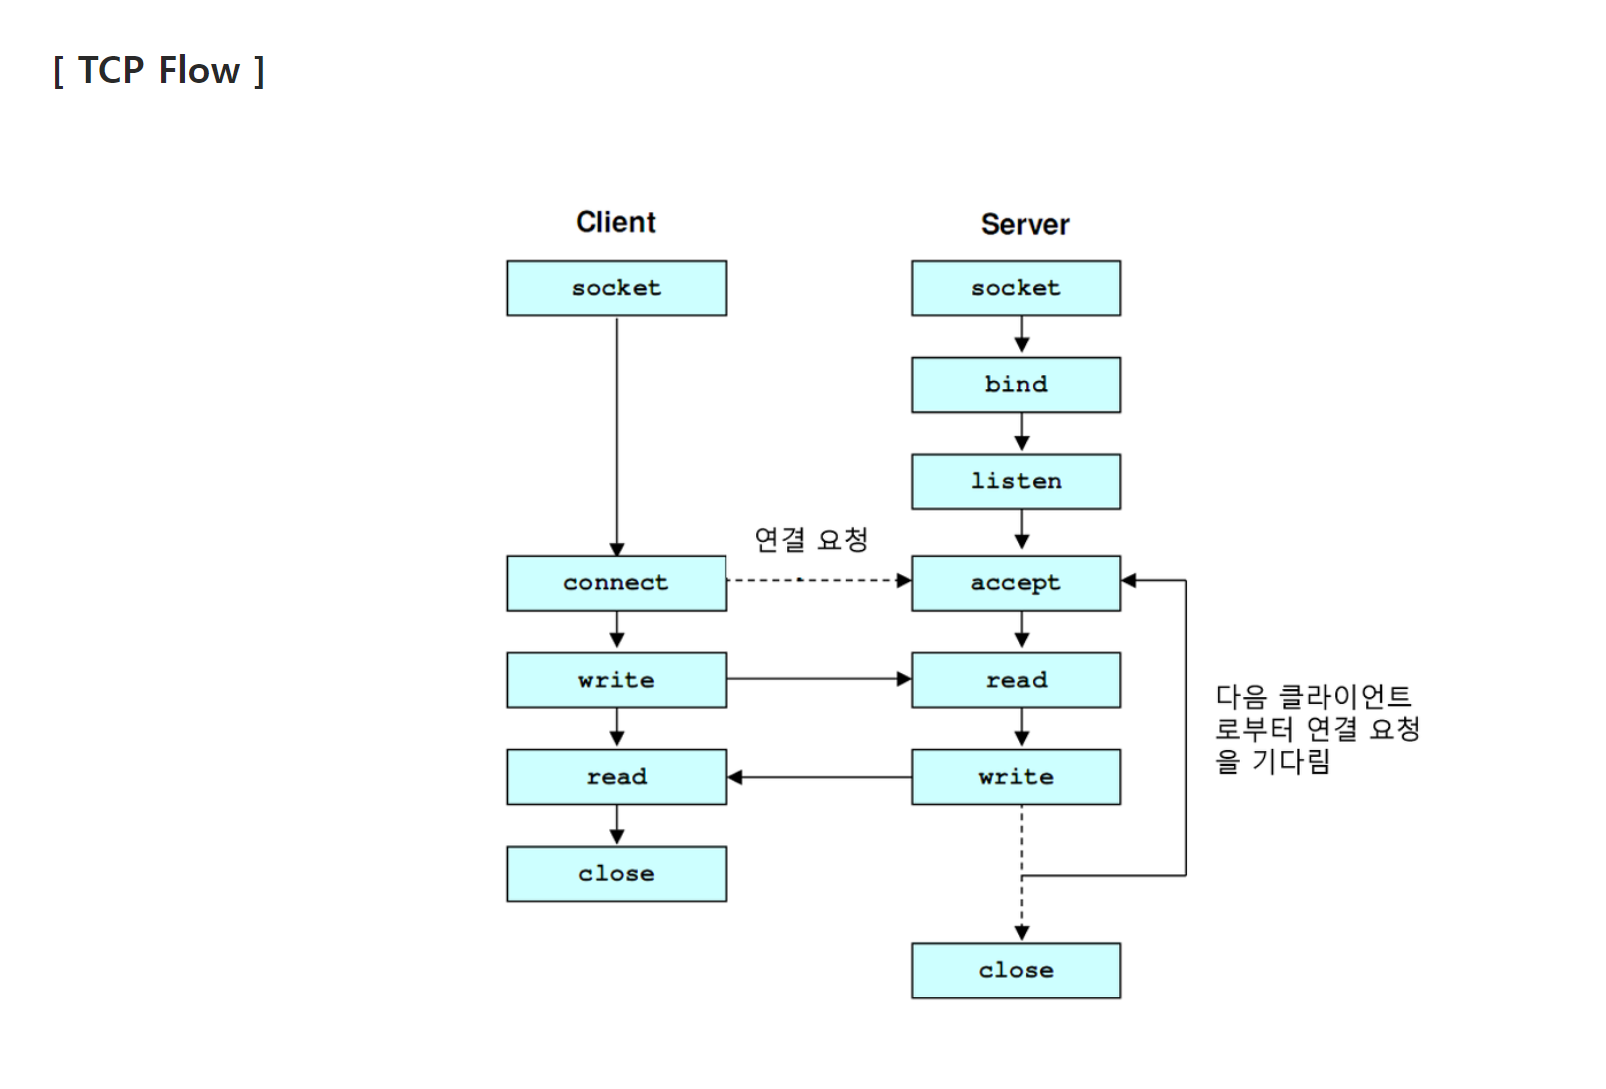 [ TCP Flow ]
Client
Server
socket
socket
bind
listen
연결 요청
connect
accept
write
read
다음 클라이언트
로부터 연결 요청
을 기다림
read
write
close
close